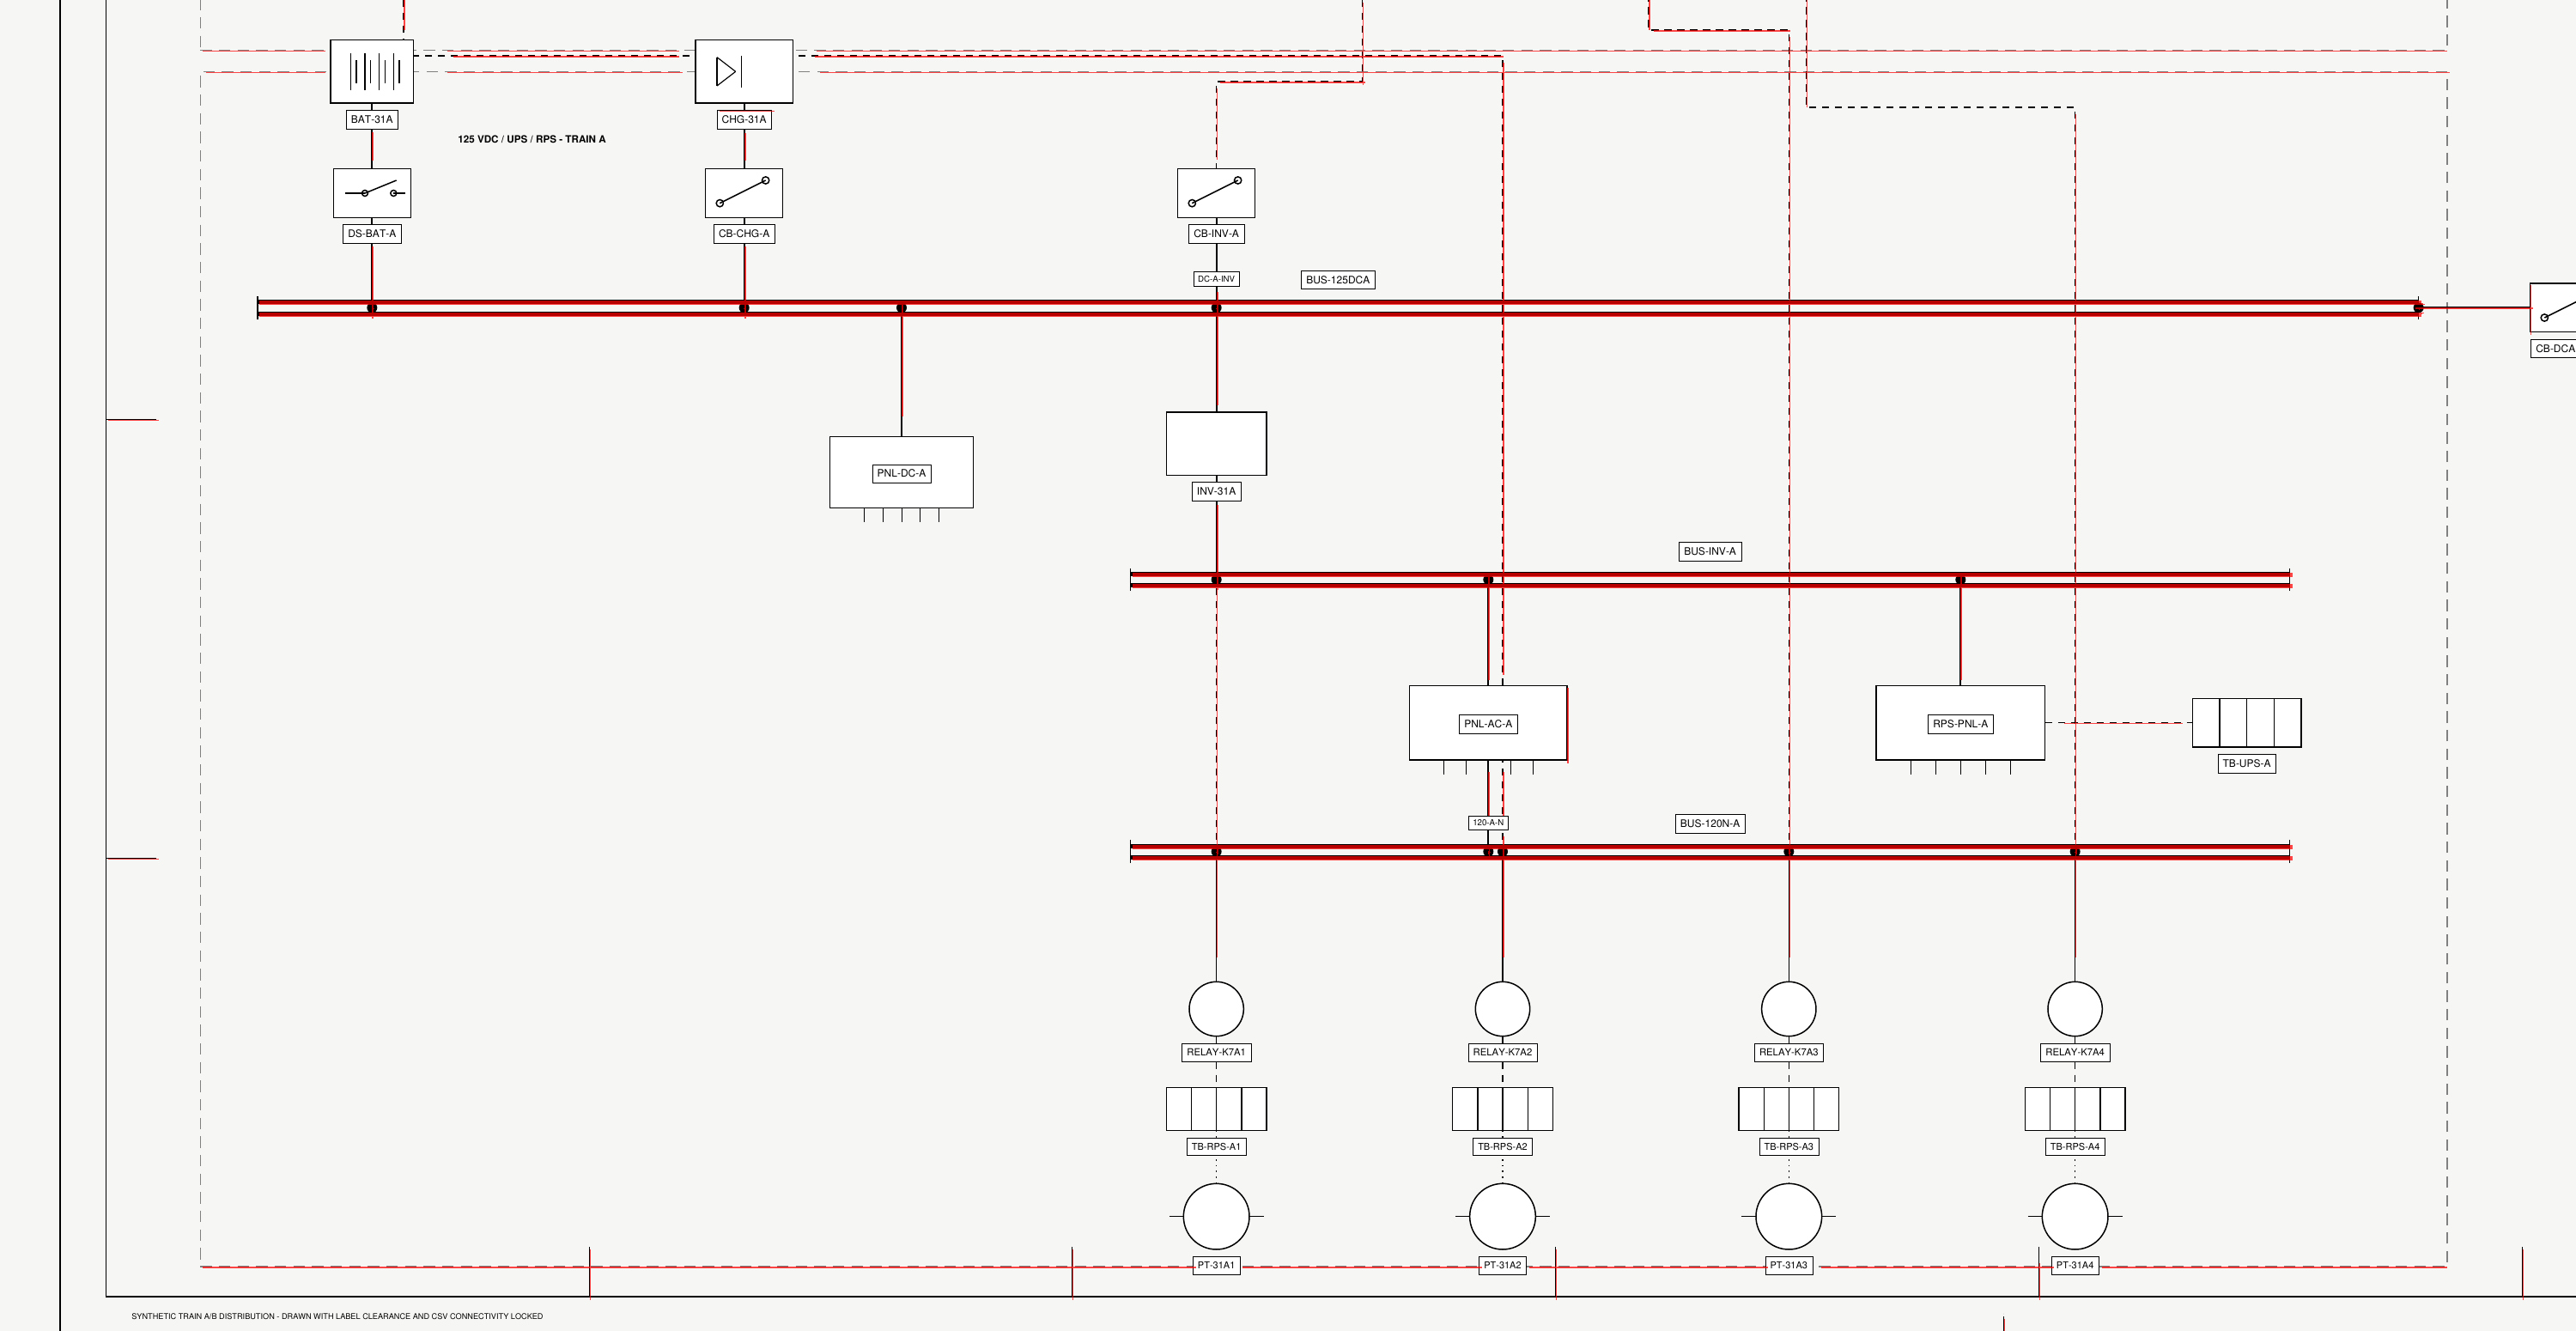 BAT-31A
CHG-31A
125 VDC / UPS / RPS - TRAIN A
DS-BAT-A
CB-CHG-A
CB-INV-A
DC-A-INV
BUS-125DCA
CB-DCA
PNL-DC-A
INV-31A
BUS-INV-A
PNL-AC-A
RPS-PNL-A
TB-UPS-A
120-A-N
BUS-120N-A
RELAY-K7A1
RELAY-K7A2
RELAY-K7A3
RELAY-K7A4
TB-RPS-A1
TB-RPS-A2
TB-RPS-A3
TB-RPS-A4
PT-31A1
PT-31A2
PT-31A3
PT-31A4
SYNTHETIC TRAIN A/B DISTRIBUTION - DRAWN WITH LABEL CLEARANCE AND CSV CONNECTIVITY LOCKED